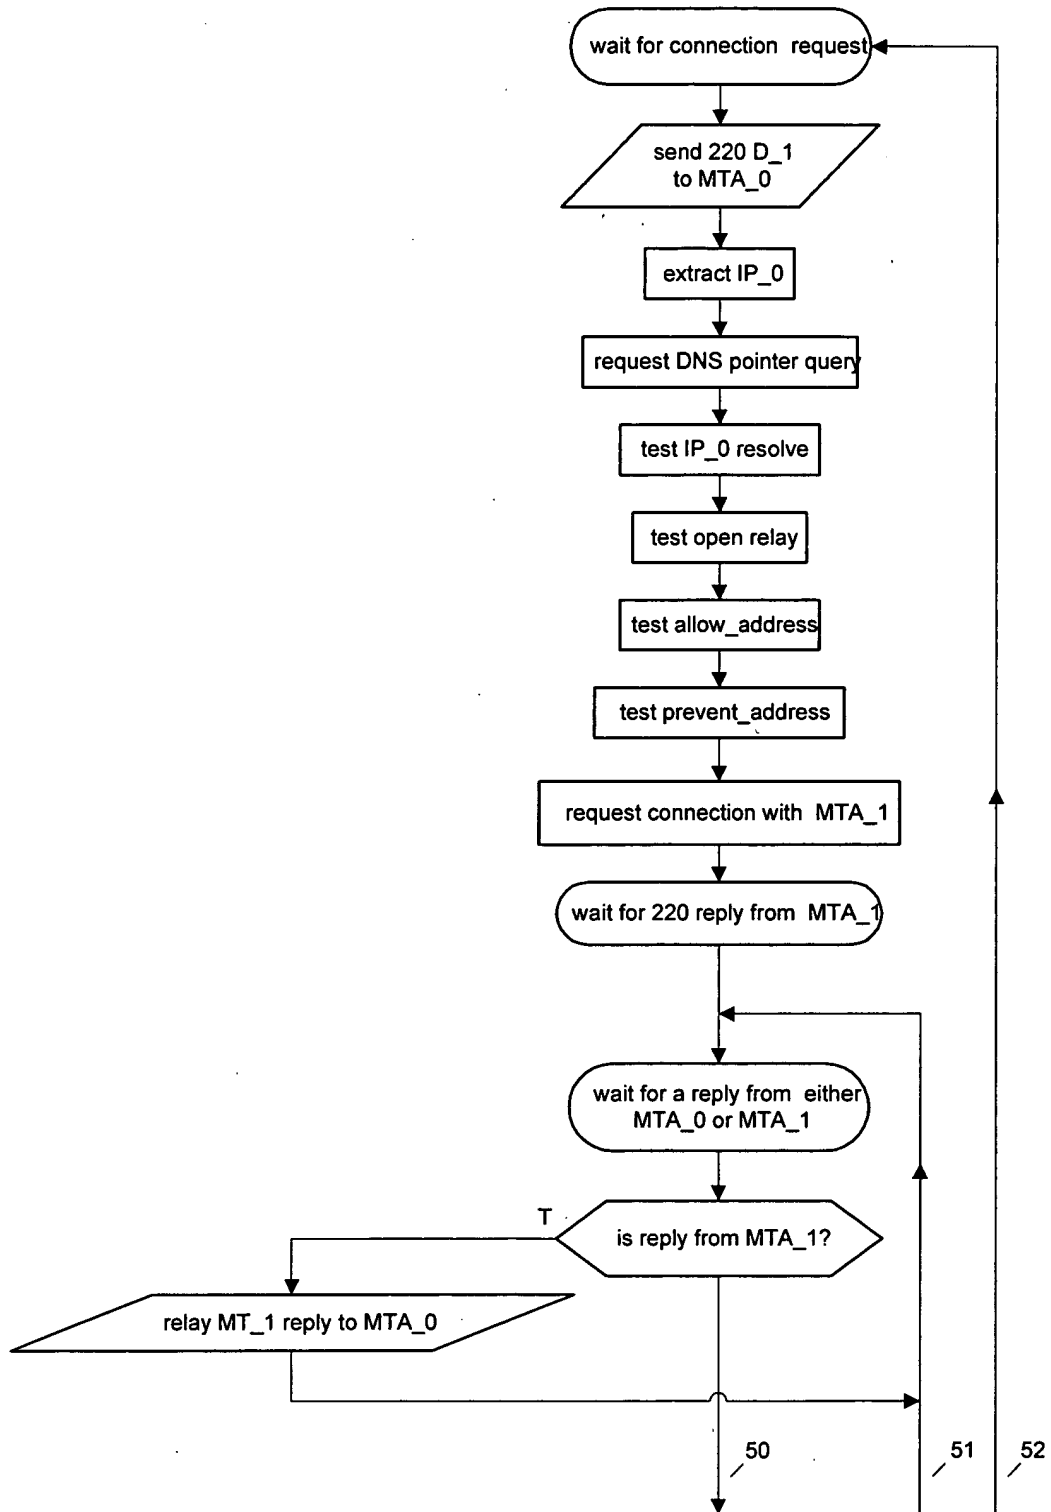 wait for connection request
send 220 D_1
to MTA_0
extract IP_0
request DNS pointer query
test IP_0 resolve
test open relay
test allow_address
test prevent_address
request connection with MTA_1
wait for 220 reply from MTA_1
wait for a reply from either
MTA_0 or MTA_1
T
is reply from MTA_1?
relay MT_1 reply to MTA_0
50
51
52